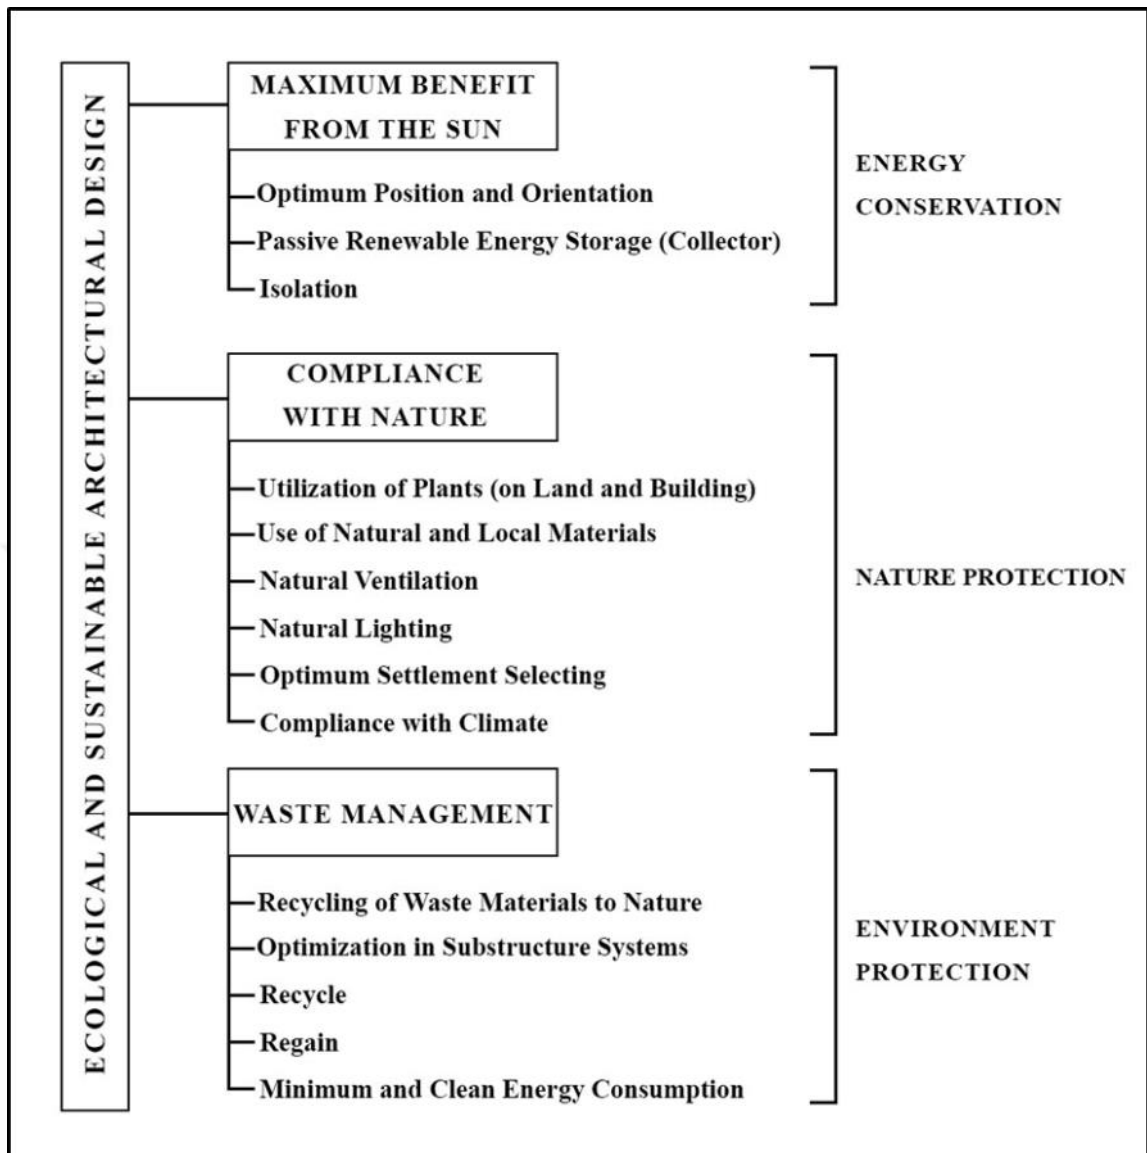 ECOLOGICAL AND SUSTAINABLE ARCHITECTURAL DESIGN
MAXIMUM BENEFIT
FROM THE SUN
Optimum Position and Orientation
Passive Renewable Energy Storage (Collector)
Isolation
ENERGY
CONSERVATION
COMPLIANCE
WITH NATURE
Utilization of Plants (on Land and Building)
Use of Natural and Local Materials
Natural Ventilation
Natural Lighting
Optimum Settlement Selecting
Compliance with Climate
NATURE PROTECTION
WASTE MANAGEMENT
Recycling of Waste Materials to Nature
Optimization in Substructure Systems
Recycle
Regain
Minimum and Clean Energy Consumption
ENVIRONMENT
PROTECTION